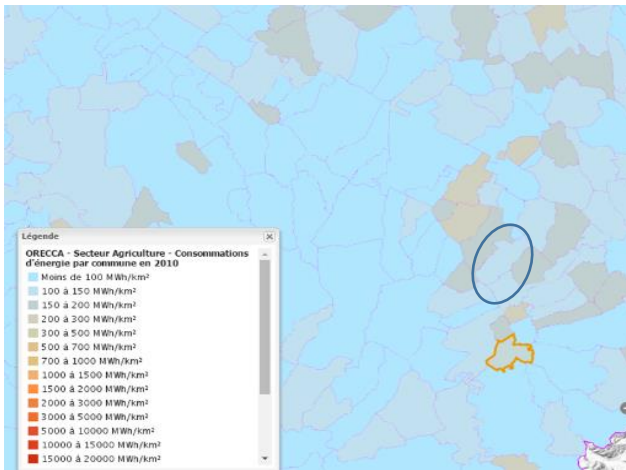 Légende
ORECCA - Secteur Agriculture - Consommations
d'énergie par commune en 2010
Moins de 100 MWh/km²
100 à 150 MWh/km²
150 à 200 MWh/km²
200 à 300 MWh/km²
300 à 500 MWh/km²
500 à 700 MWh/km²
700 à 1000 MWh/km²
1000 à 1500 MWh/km²
1500 à 2000 MWh/km²
2000 à 3000 MWh/km²
3000 à 5000 MWh/km²
5000 à 10000 MWh/km²
10000 à 15000 MWh/km²
15000 à 20000 MWh/km²